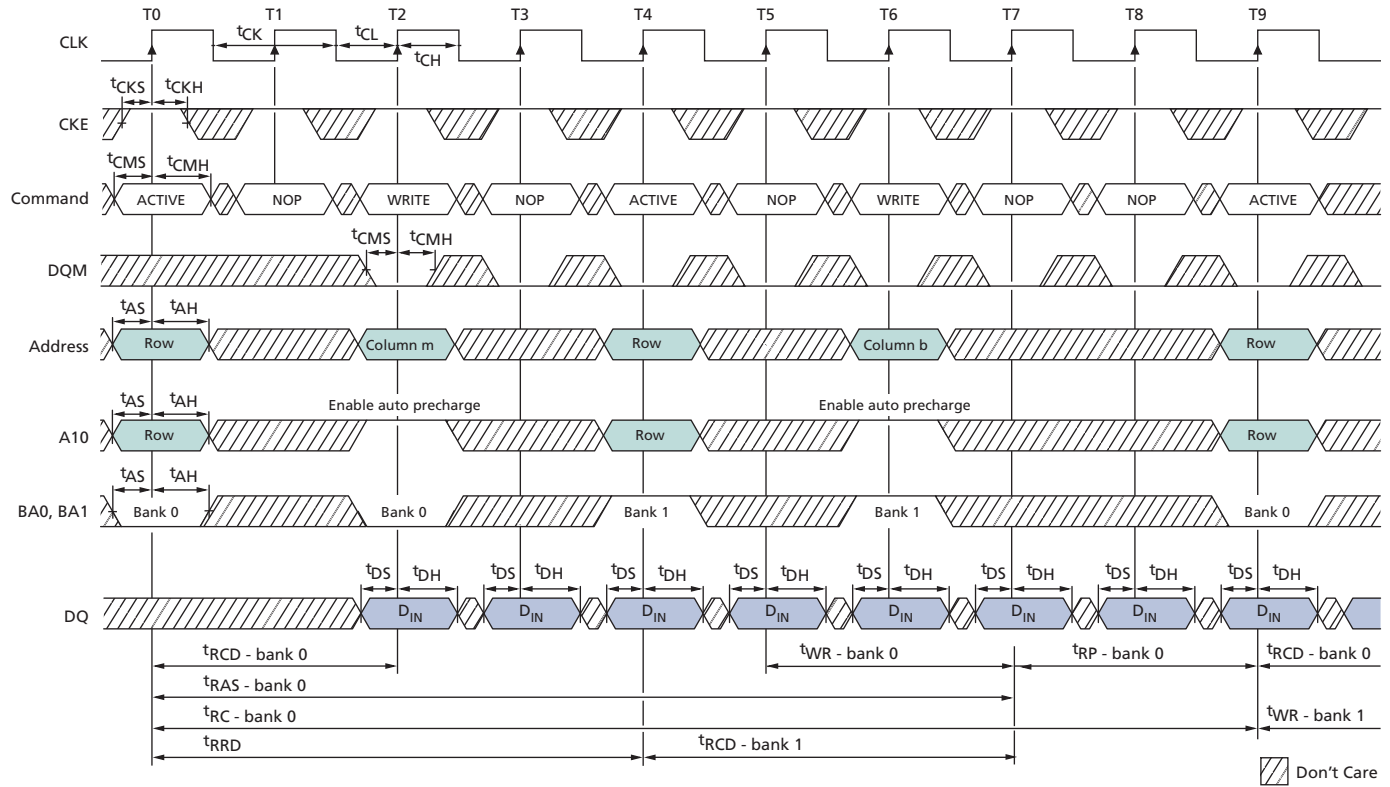 T0 T1 T2 T3 T4 T5 T6 T7 T8 T9
CLK
tCK tCL
tCH
tCKS tCKH
CKE
tCMS tCMH
Command ACTIVE NOP WRITE NOP ACTIVE NOP WRITE NOP NOP ACTIVE
tCMS tCMH
DQM
tAS tAH
Address Row Column m Row Column b Row
tAS tAH Enable auto precharge Enable auto precharge
A10 Row Row Row
tAS tAH
BA0, BA1 Bank 0 Bank 0 Bank 1 Bank 1 Bank 0
tDS tDH tDS tDH tDS tDH tDS tDH tDS tDH tDS tDH tDS tDH tDS tDH
DQ DIN DIN DIN DIN DIN DIN DIN DIN
tRCD - bank 0 tWR - bank 0 tRP - bank 0 tRCD - bank 0
tRAS - bank 0
tRC - bank 0 tWR - bank 1
tRRD tRCD - bank 1
Don't Care